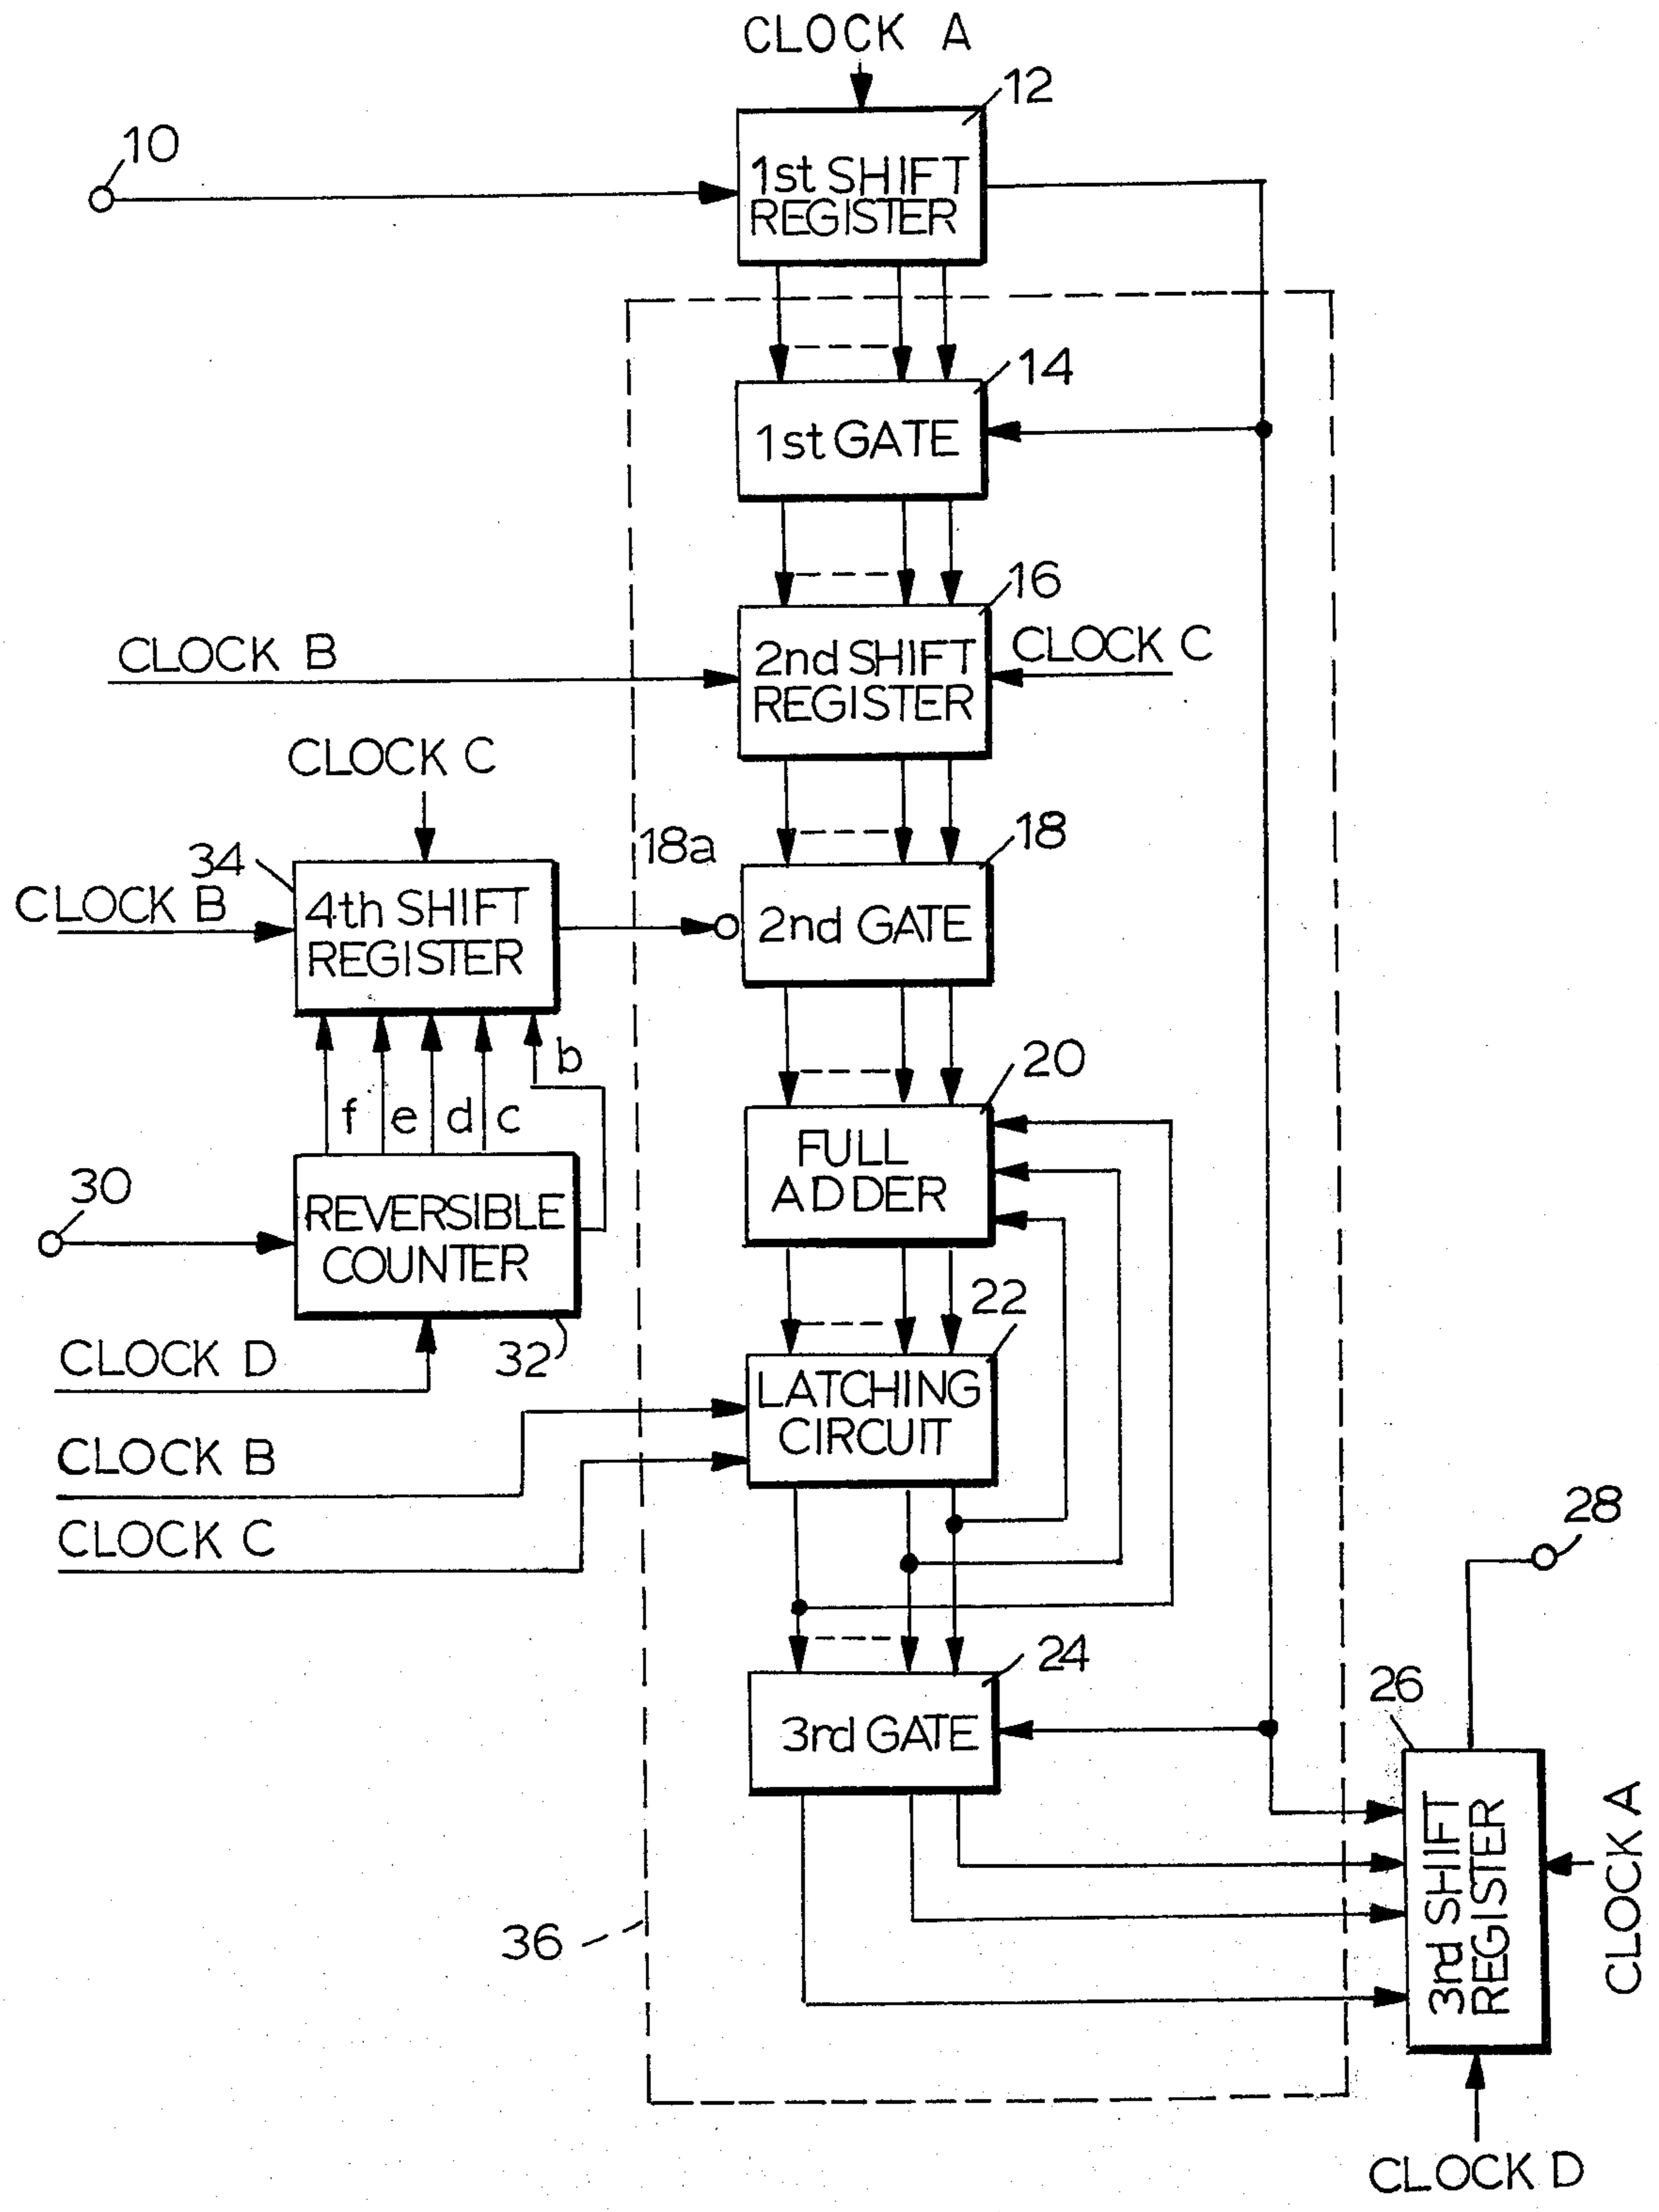 CLOCK A
12
10
1st SHIFT
REGISTER
14
1st GATE
16
CLOCK B
2nd SHIFT
REGISTER
CLOCK C
CLOCK C
18a
18
34
CLOCK B
4th SHIFT
REGISTER
2nd GATE
b
20
f
e
d
c
FULL
ADDER
30
REVERSIBLE
COUNTER
22
CLOCK D
32
LATCHING
CIRCUIT
CLOCK B
CLOCK C
28
24
26
3rd GATE
3rd SHIFT
REGISTER
CLOCK A
36
CLOCK D